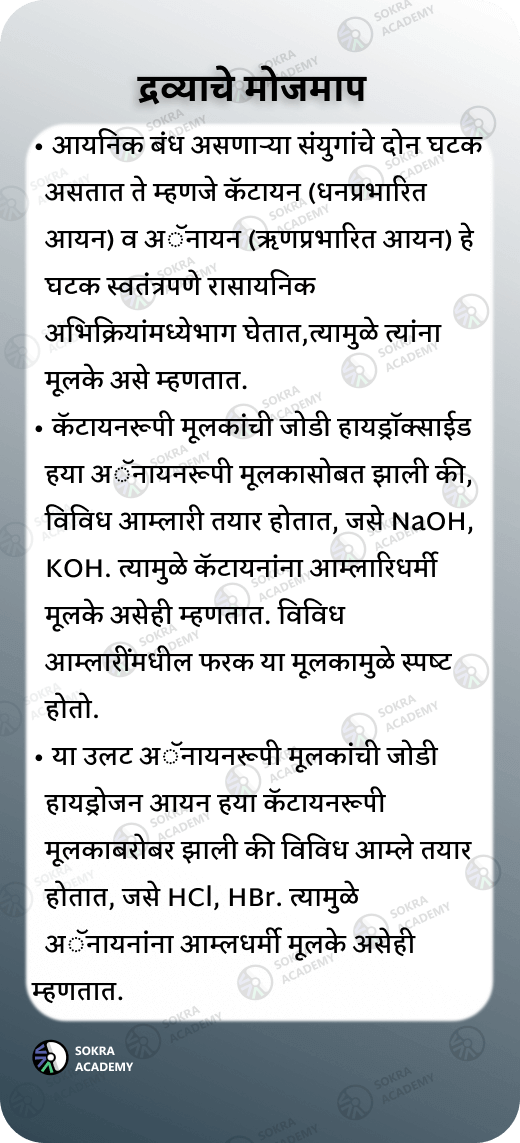 द्रव्याचे मोजमाप
• आयनिक बंध असणाऱ्या संयुगांचे दोन घटक
असतात ते म्हणजे कॅटायन (धनप्रभारित
आयन) व अॅनायन (ऋणप्रभारित आयन) हे
घटक स्वतंत्रपणे रासायनिक
अभिक्रियांमध्येभाग घेतात,त्यामुळे त्यांना
मूलके असे म्हणतात.
• कॅटायनरूपी मूलकांची जोडी हायड्रॉक्साईड
हया अॅनायनरूपी मूलकासोबत झाली की,
विविध आम्लारी तयार होतात, जसे NaOH,
KOH. त्यामुळे कॅटायनांना आम्लारिधर्मी
मूलके असेही म्हणतात. विविध
आम्लारींमधील फरक या मूलकामुळे स्पष्ट
होतो.
• या उलट अॅनायनरूपी मूलकांची जोडी
हायड्रोजन आयन हया कॅटायनरूपी
मूलकाबरोबर झाली की विविध आम्ले तयार
होतात, जसे HCl, HBr. त्यामुळे
अॅनायनांना आम्लधर्मी मूलके असेही
म्हणतात.
SOKRA
ACADEMY